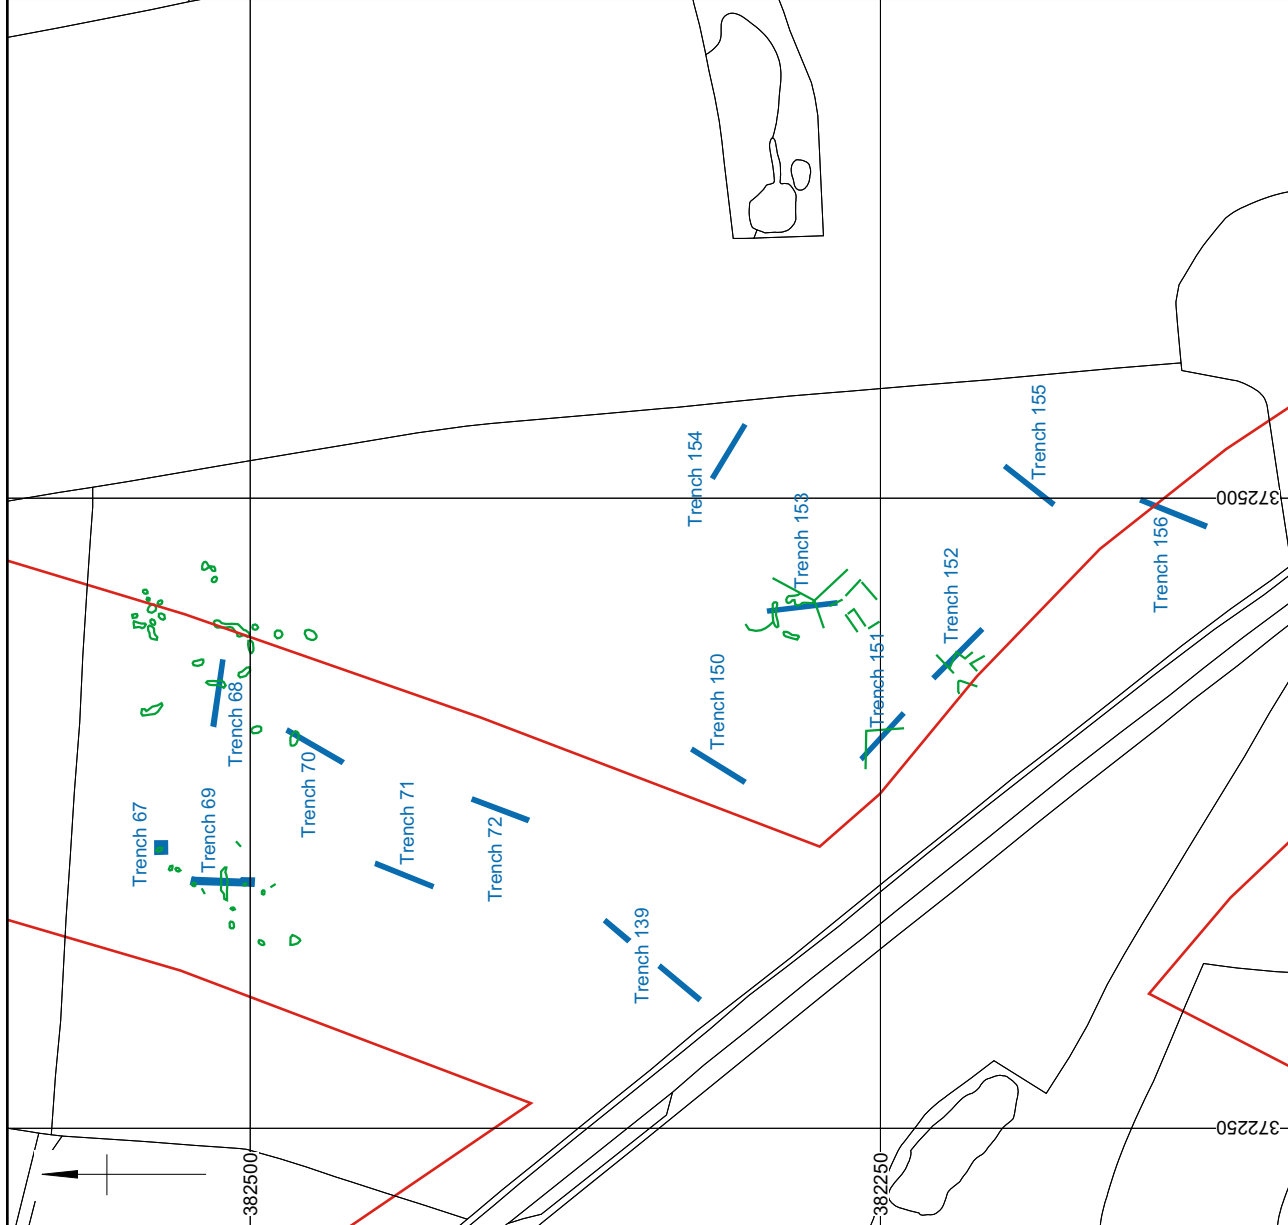 Trench 67
Trench 68
Trench 69
Trench 70
Trench 71
Trench 72
Trench 139
Trench 150
Trench 151
Trench 152
Trench 153
Trench 154
Trench 155
Trench 156
372500
372250
382500
382250